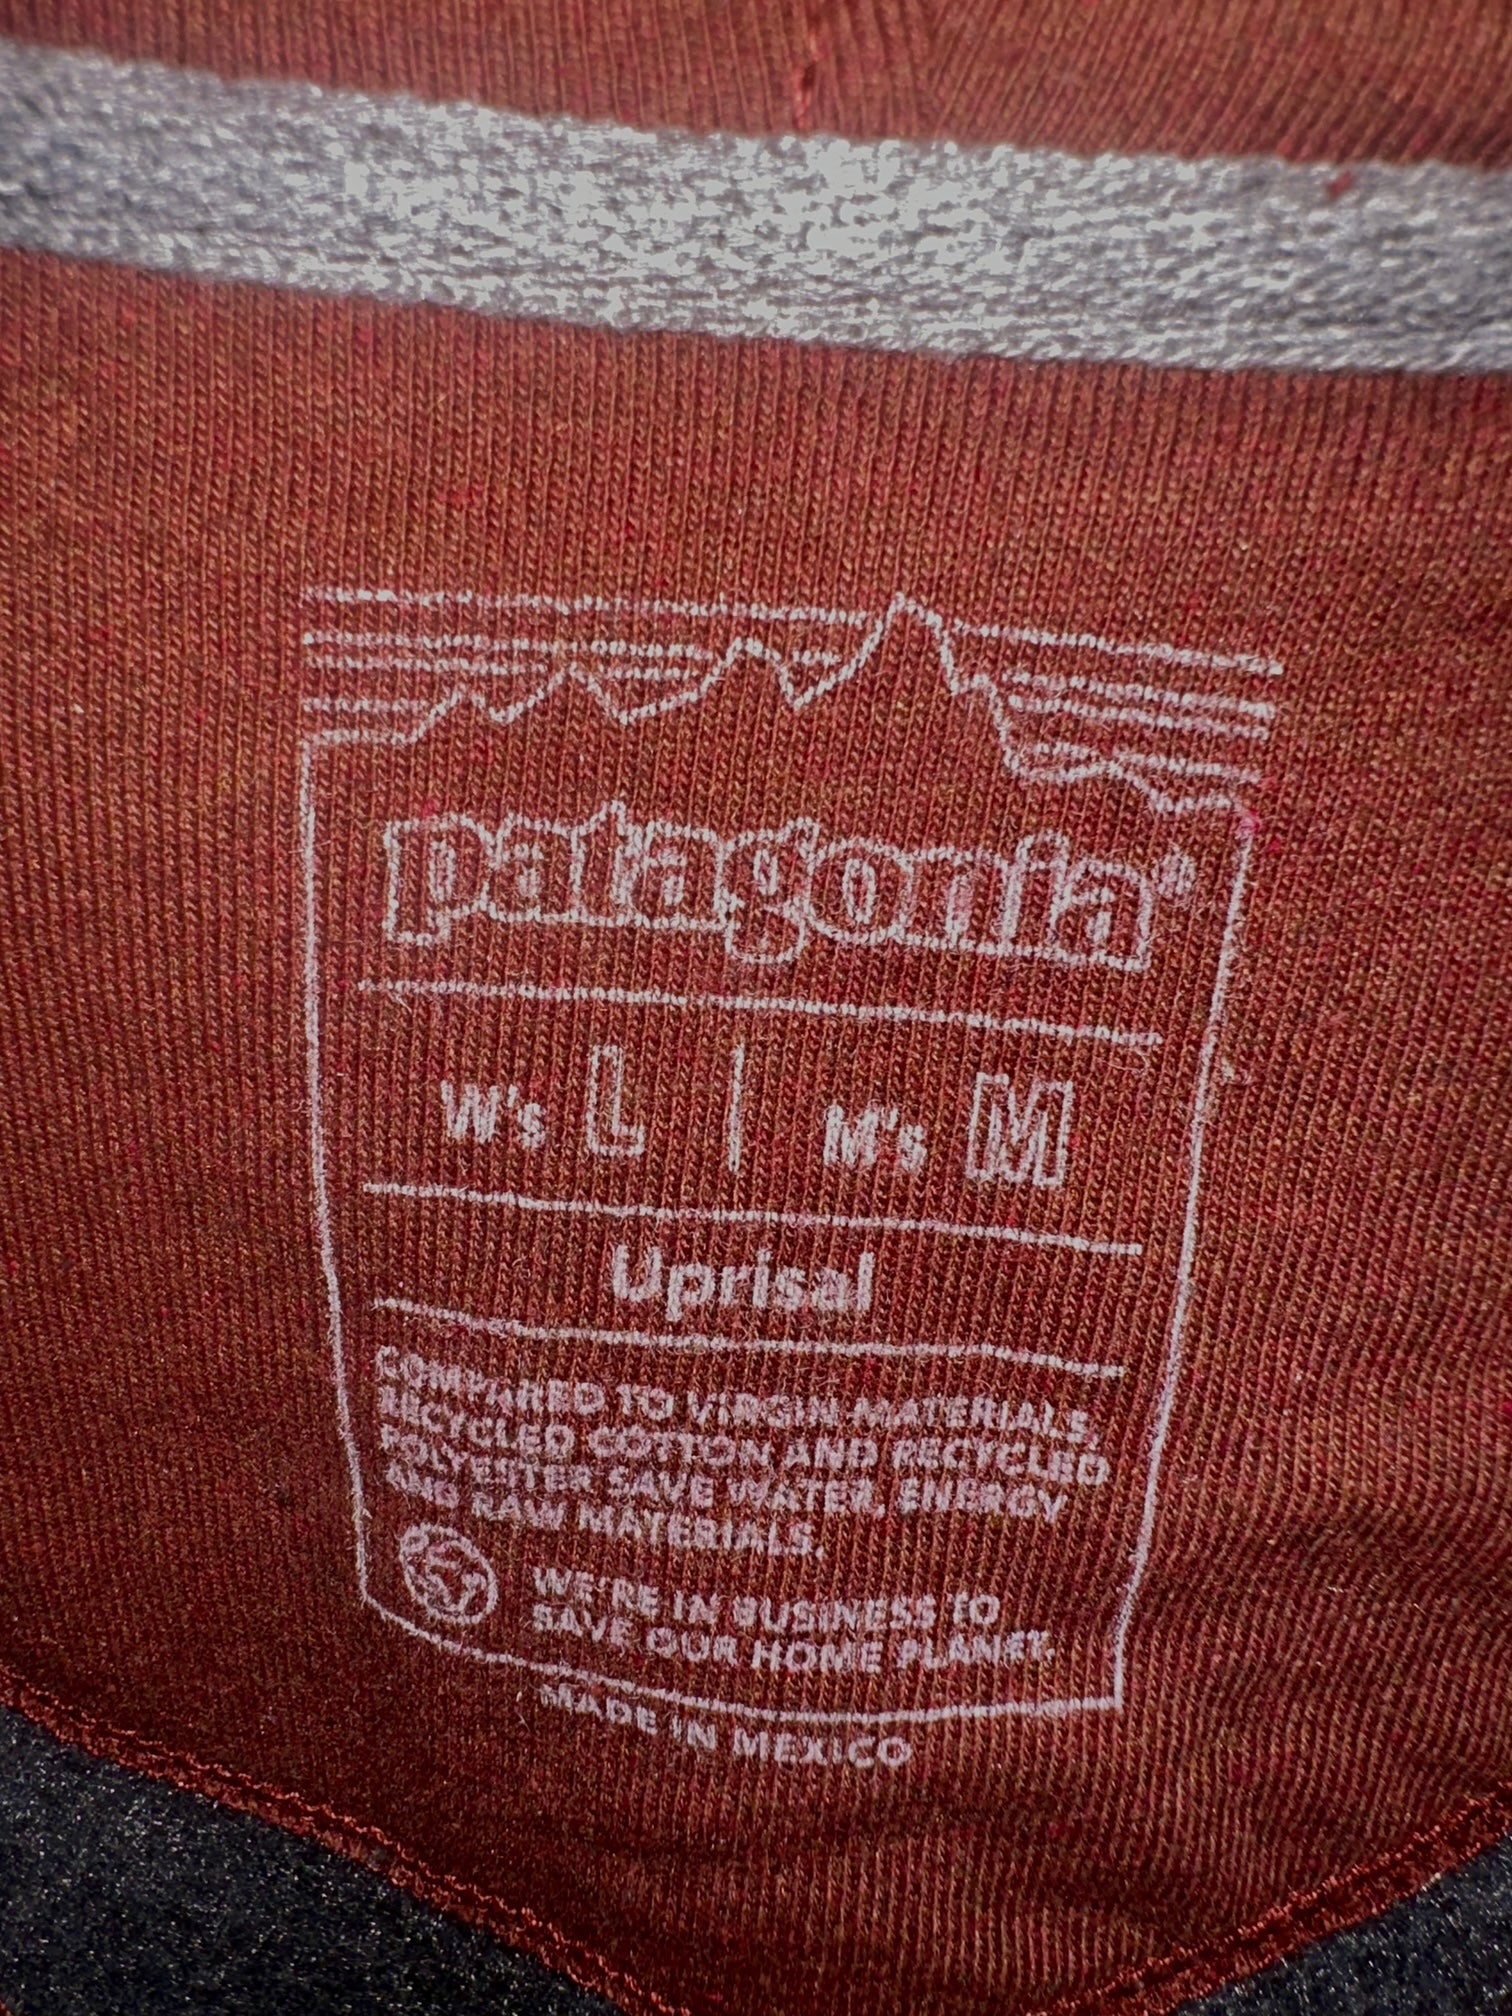 patagonia®
W's L | M's M
Uprisal
COMPARED TO VIRGIN MATERIALS,
RECYCLED COTTON AND RECYCLED
POLYESTER SAVE WATER, ENERGY
AND RAW MATERIALS.
WE'RE IN BUSINESS TO
SAVE OUR HOME PLANET.
MADE IN MEXICO